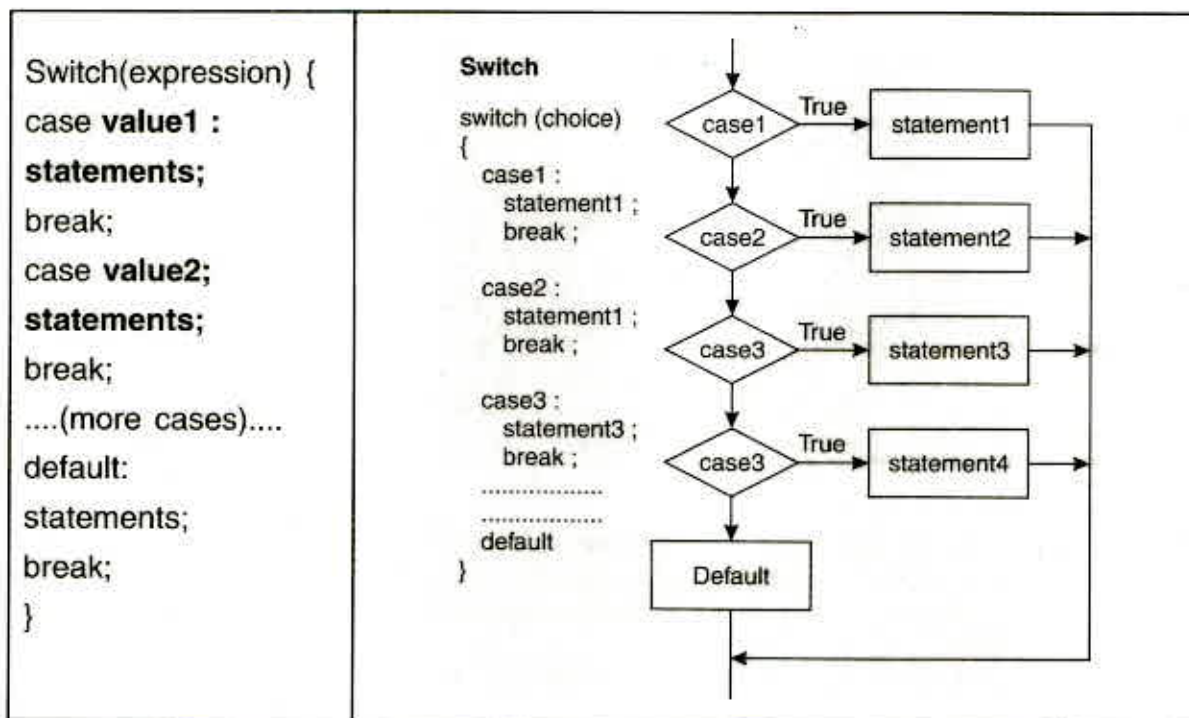 Switch(expression) {
case value1 :
statements;
break;
case value2;
statements;
break;
....(more cases)....
default:
statements;
break;
}
Switch
switch (choice)
{
case1 :
statement1 ;
break ;
case2 :
statement1 ;
break ;
case3 :
statement3 ;
break ;
.................
.................
default
}
case1
True
statement1
case2
True
statement2
case3
True
statement3
case3
True
statement4
Default